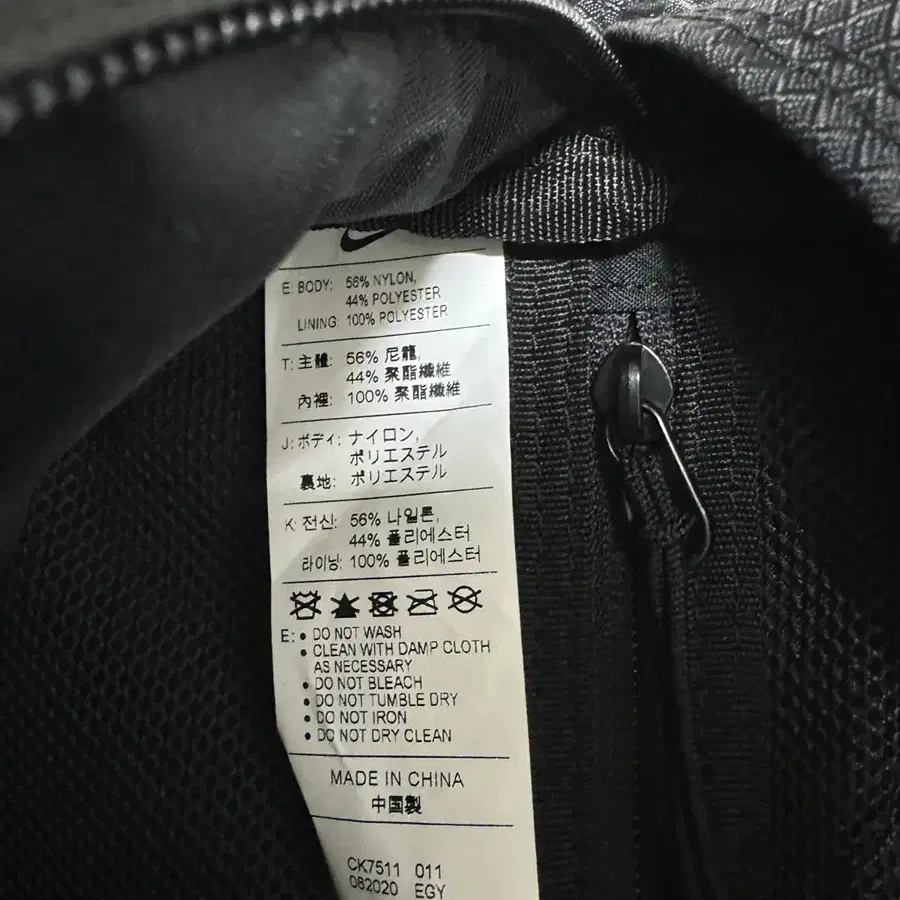 E: BODY: 56% NYLON,
44% POLYESTER
LINING: 100% POLYESTER
T: 主體: 56% 尼龍,
44% 聚酯纖維
內裡: 100% 聚酯纖維
J: ボディ: ナイロン,
ポリエステル
裏地: ポリエステル
K: 전신: 56% 나일론,
44% 폴리에스터
라이닝: 100% 폴리에스터
E: • DO NOT WASH
• CLEAN WITH DAMP CLOTH
AS NECESSARY
• DO NOT BLEACH
• DO NOT TUMBLE DRY
• DO NOT IRON
• DO NOT DRY CLEAN
MADE IN CHINA
中国製
CK7511 011
082020 EGY